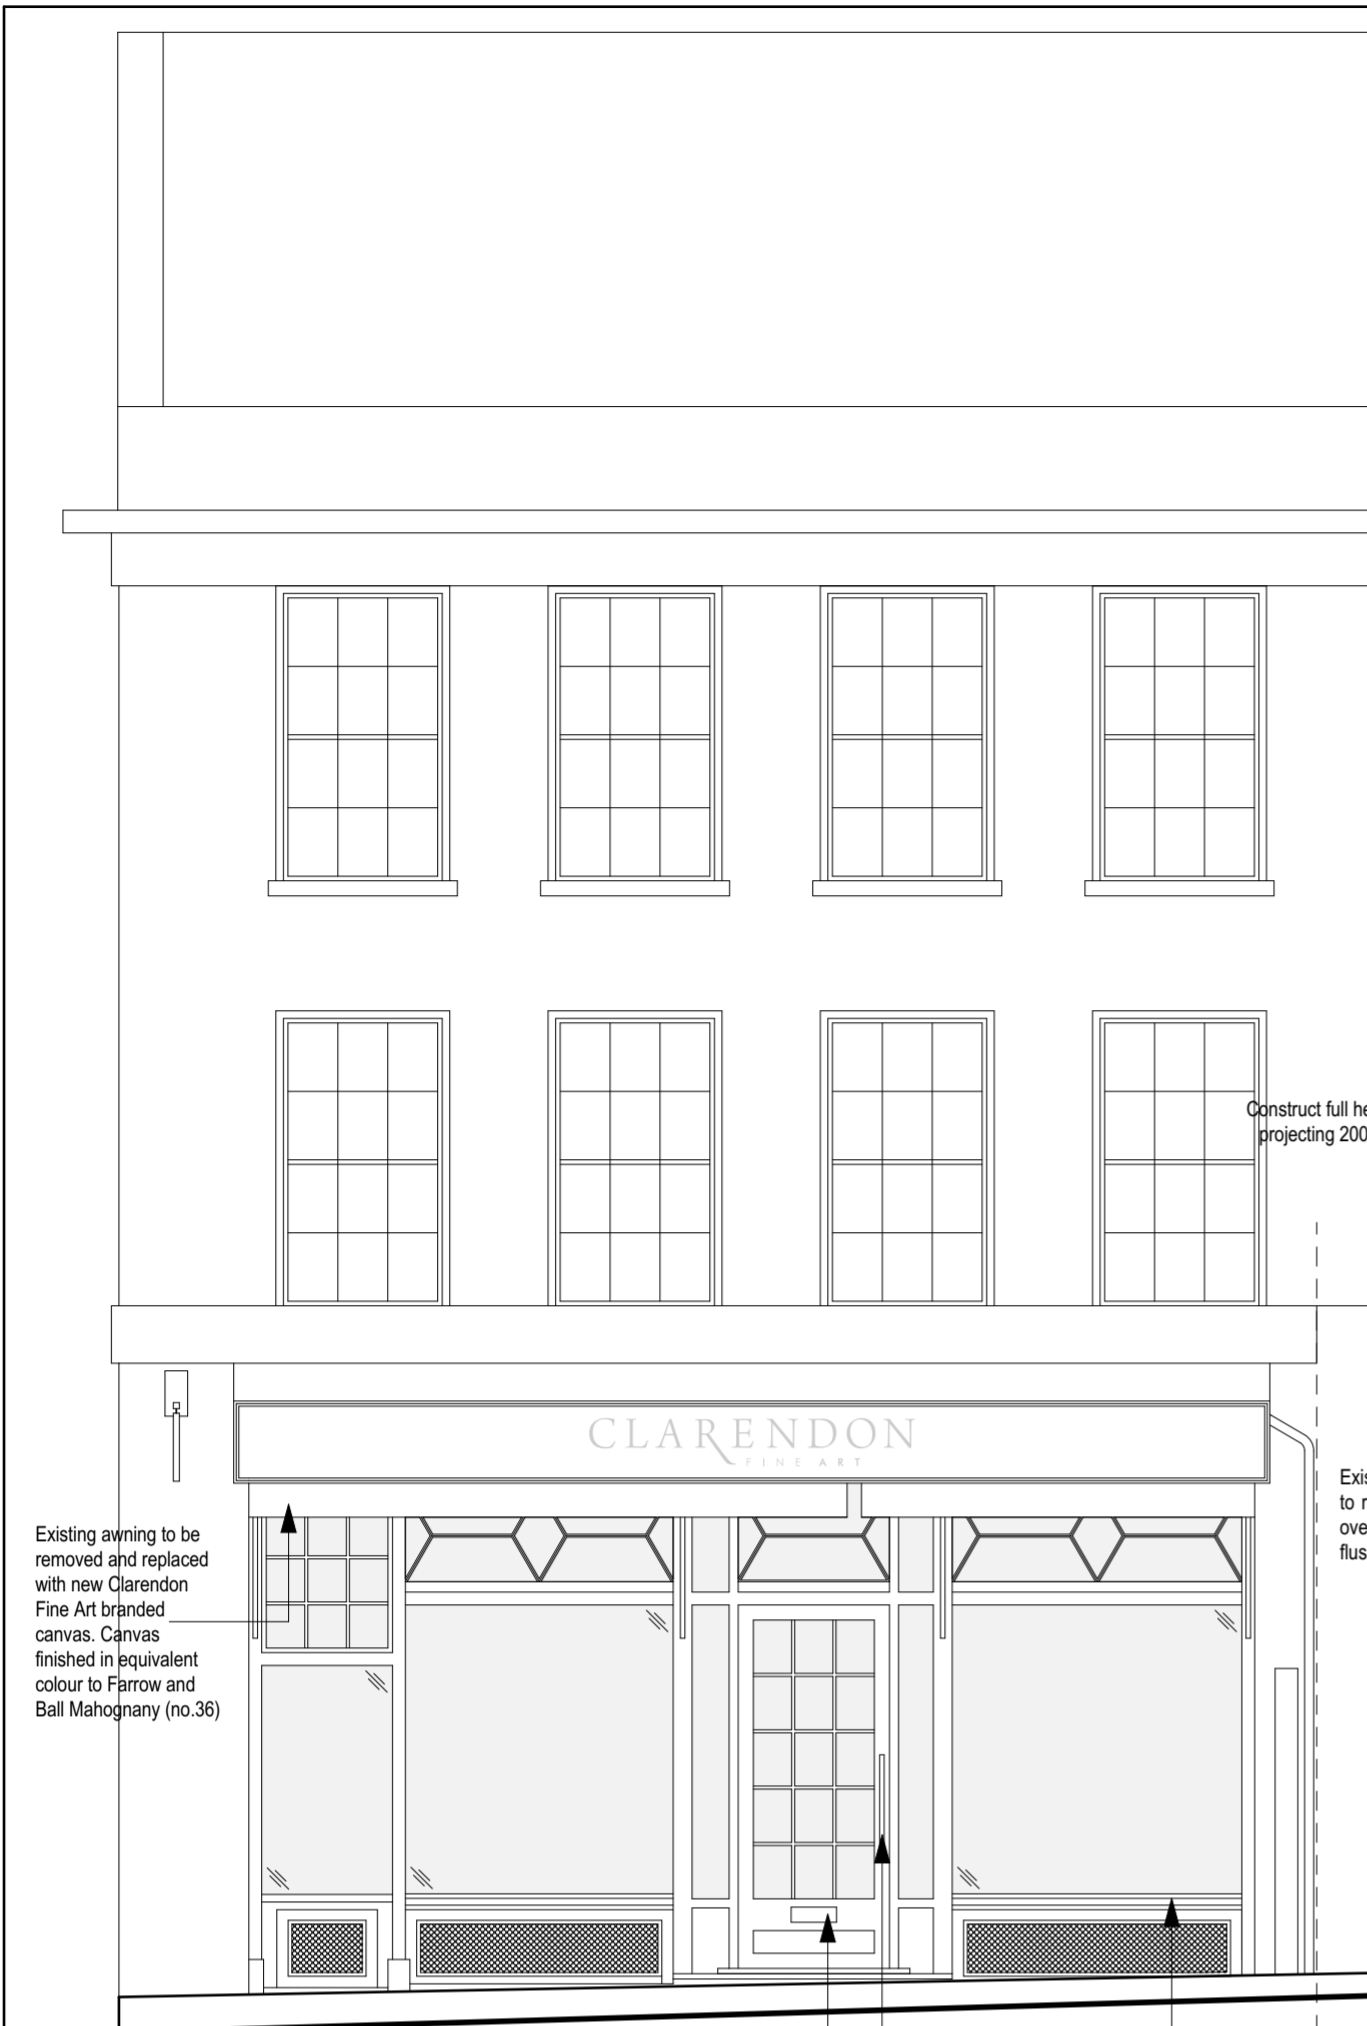 Construct full he
projecting 200
CLARENDON
FINE ART
Existing awning to be
removed and replaced
with new Clarendon
Fine Art branded
canvas. Canvas
finished in equivalent
colour to Farrow and
Ball Mahognany (no.36)
Exis
to r
ove
flus